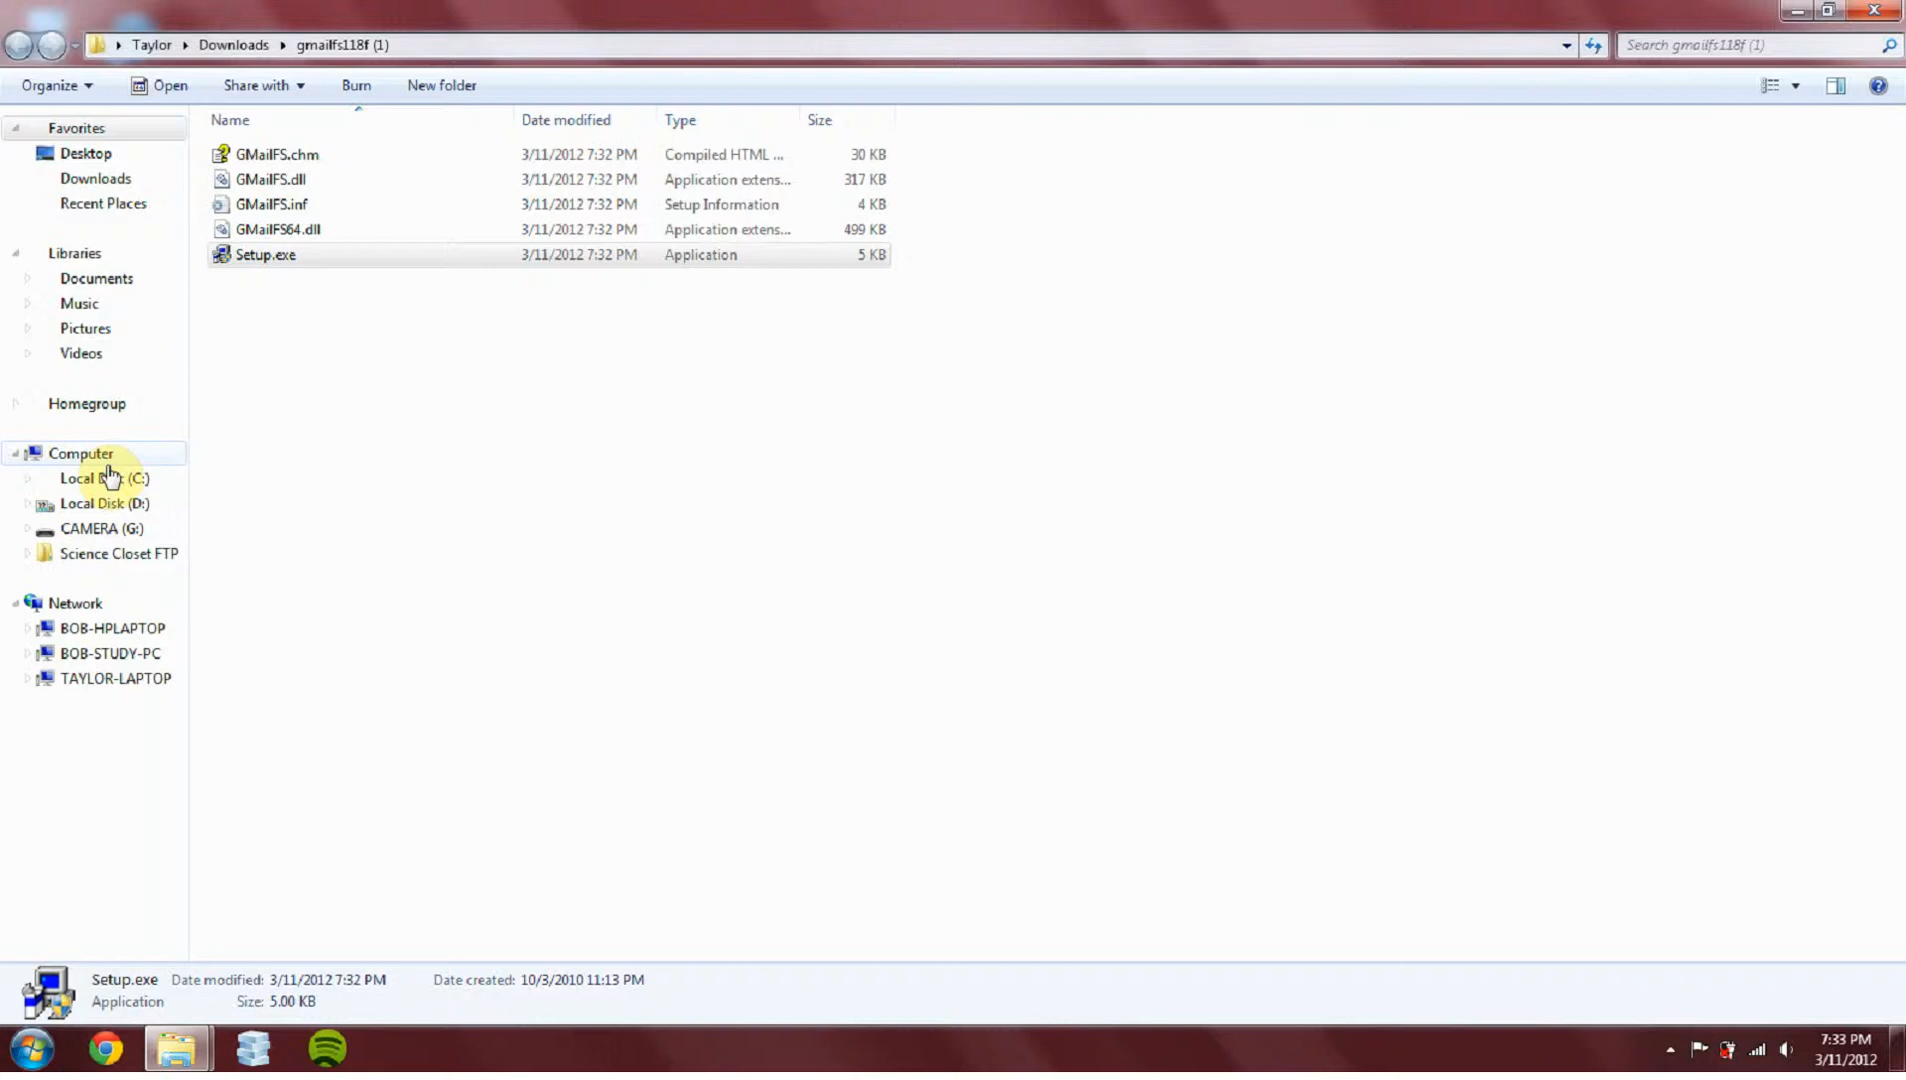 Taylor Downloads gmailfs118f (1) Search gmailfs118f (1)
Organize Open Share with Burn New folder
Name Date modified Type Size
Favorites
Desktop
Downloads
Recent Places
Libraries
Documents
Music
Pictures
Videos
Homegroup
Computer
Local Disk (C:)
Local Disk (D:)
CAMERA (G:)
Science Closet FTP
Network
BOB-HPLAPTOP
BOB-STUDY-PC
TAYLOR-LAPTOP
GMailFS.chm 3/11/2012 7:32 PM Compiled HTML ... 30 KB
GMailFS.dll 3/11/2012 7:32 PM Application extens... 317 KB
GMailFS.inf 3/11/2012 7:32 PM Setup Information 4 KB
GMailFS64.dll 3/11/2012 7:32 PM Application extens... 499 KB
Setup.exe 3/11/2012 7:32 PM Application 5 KB
Setup.exe Date modified: 3/11/2012 7:32 PM Date created: 10/3/2010 11:13 PM
Application Size: 5.00 KB
7:33 PM
3/11/2012